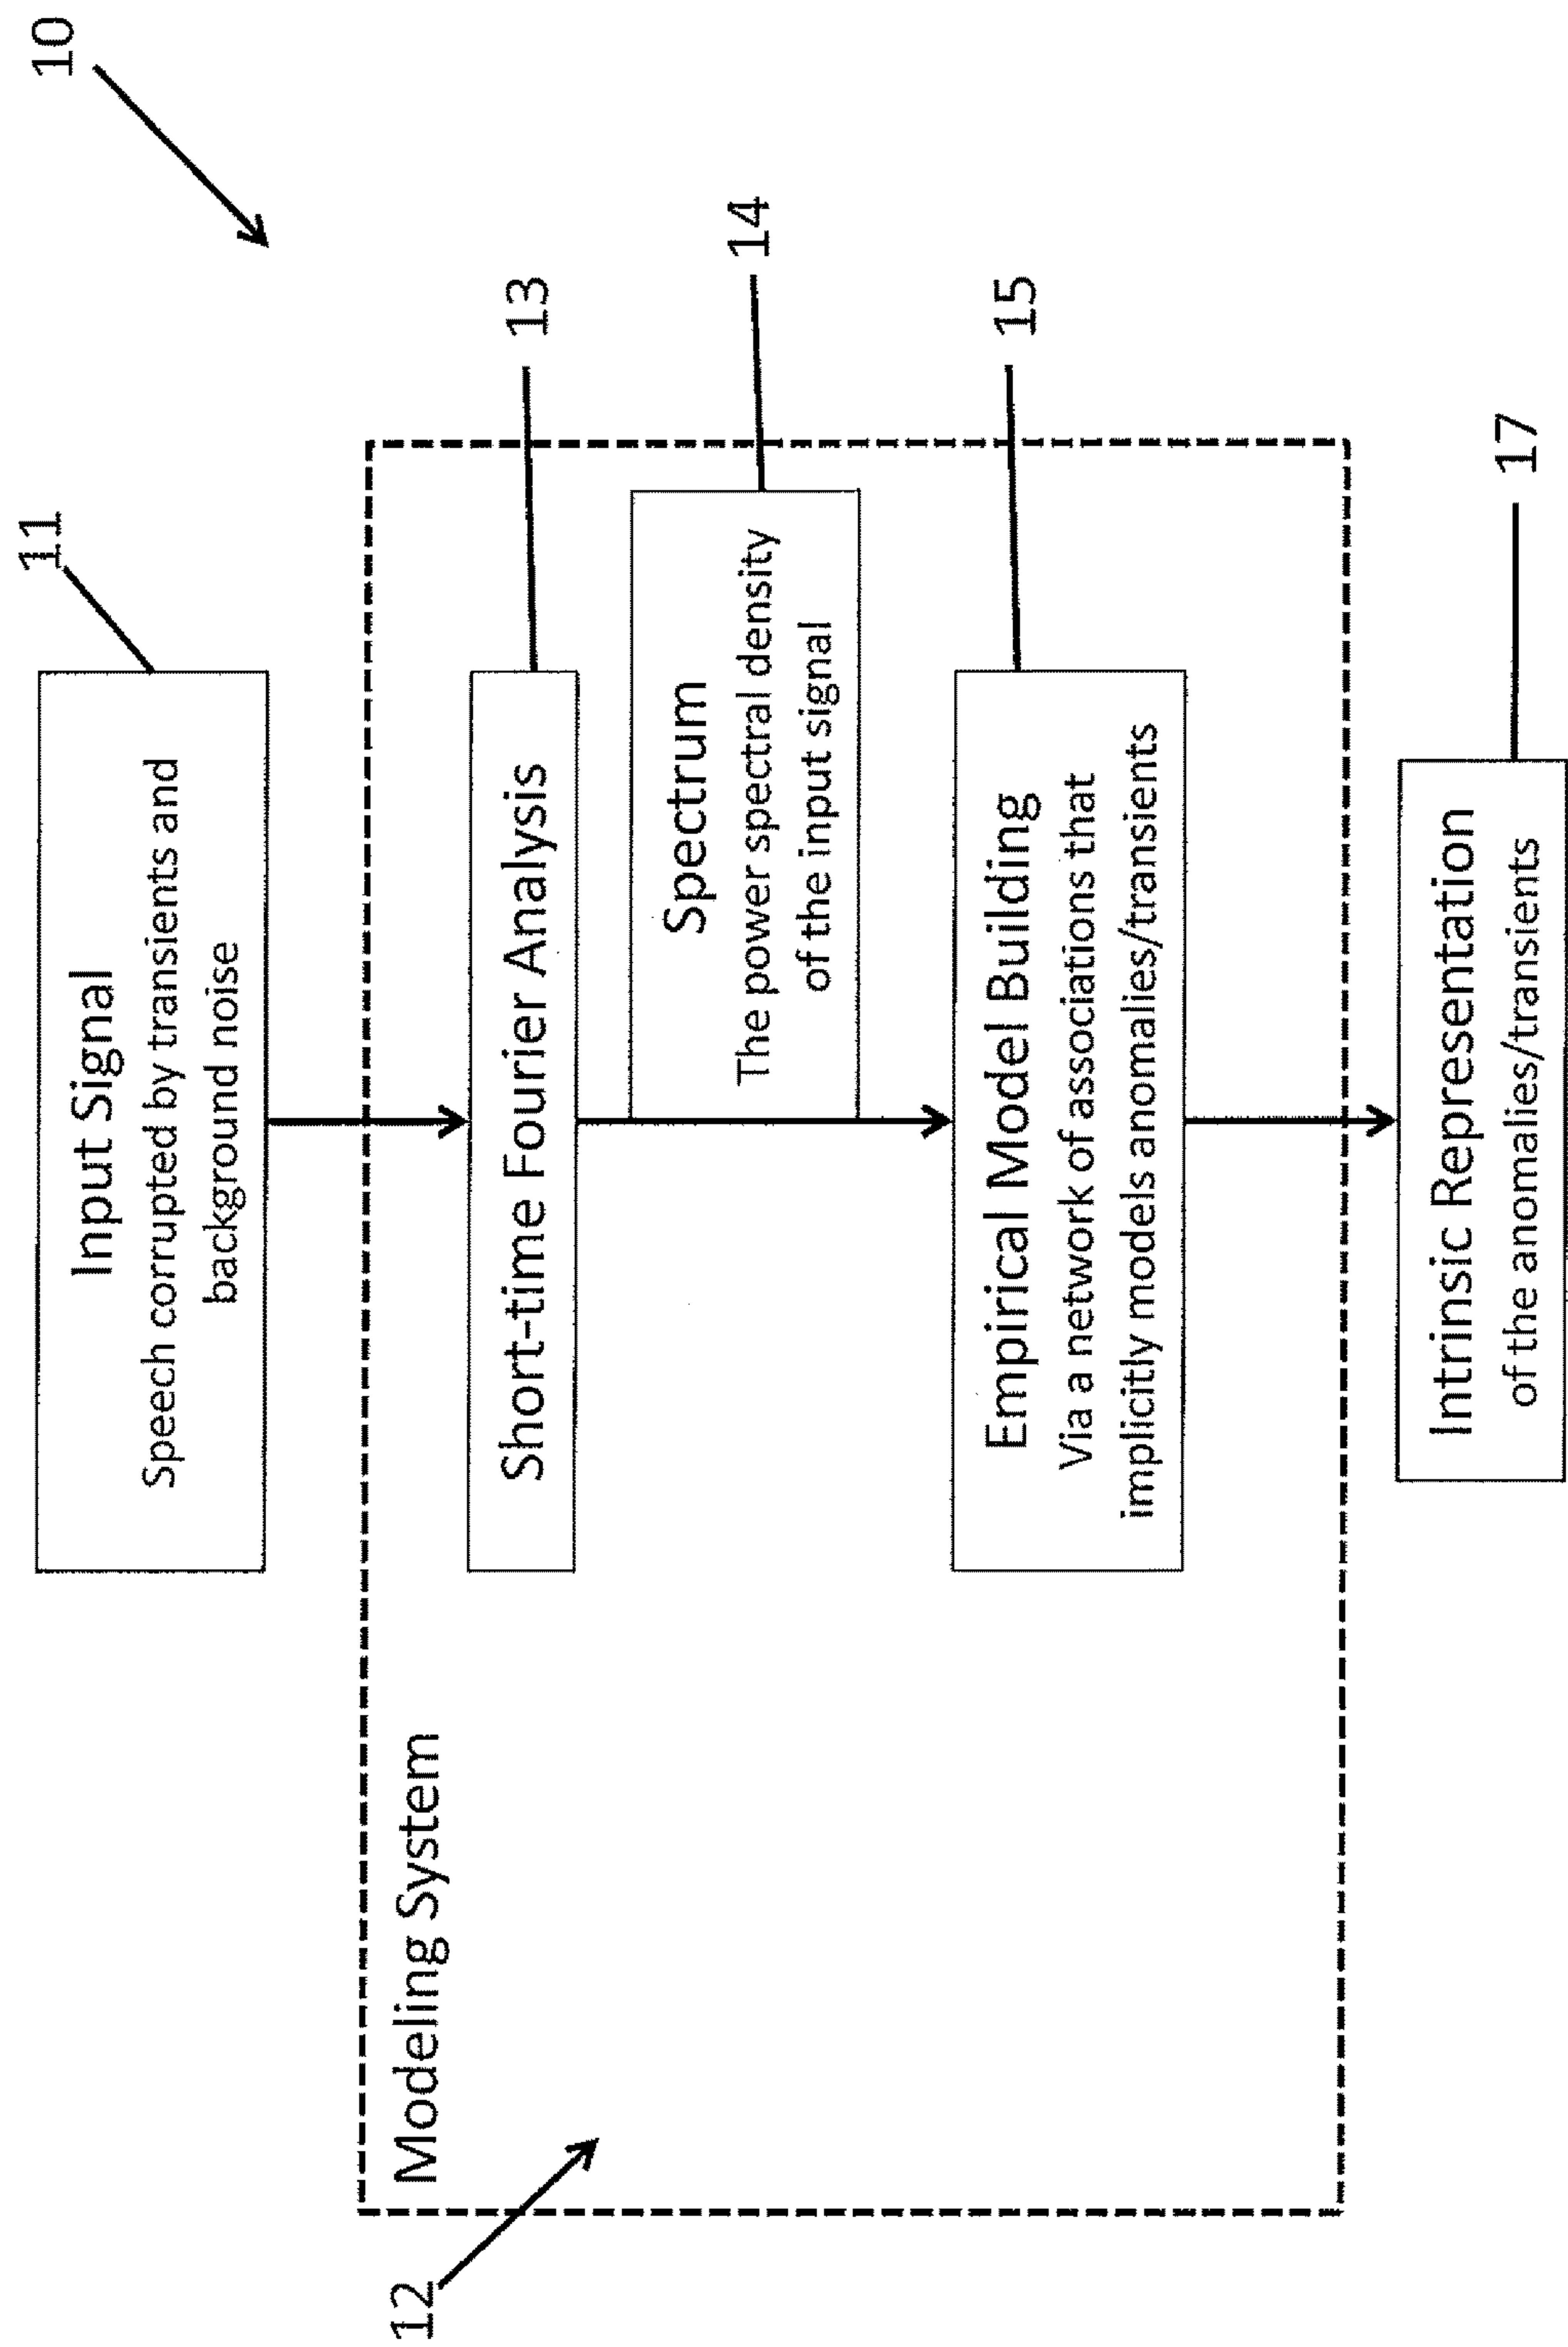 10
11
Input Signal
Speech corrupted by transients and
background noise
12
Modeling System
13
Short-time Fourier Analysis
14
Spectrum
The power spectral density
of the input signal
15
Empirical Model Building
Via a network of associations that
implicitly models anomalies/transients
17
Intrinsic Representation
of the anomalies/transients